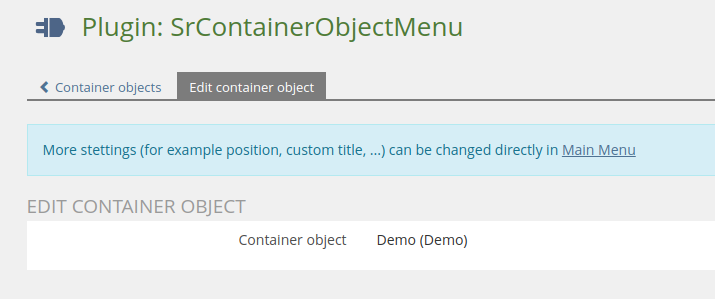 Plugin: SrContainerObjectMenu
Container objects
Edit container object
More stettings (for example position, custom title, ...) can be changed directly in Main Menu
EDIT CONTAINER OBJECT
Container object Demo (Demo)